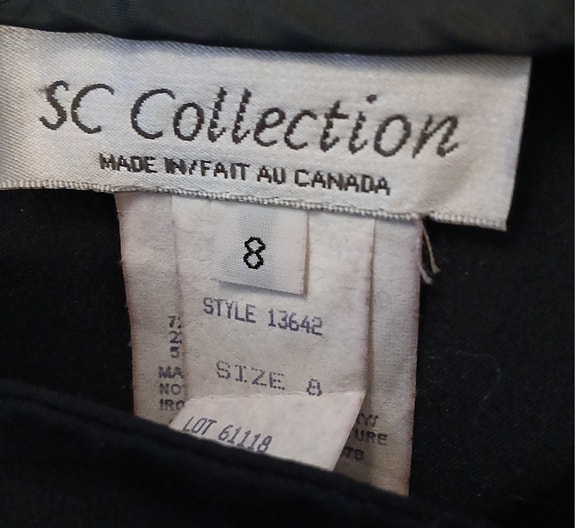 SC Collection
MADE IN/FAIT AU CANADA
8
STYLE 13642
SIZE 8
LOT 61118